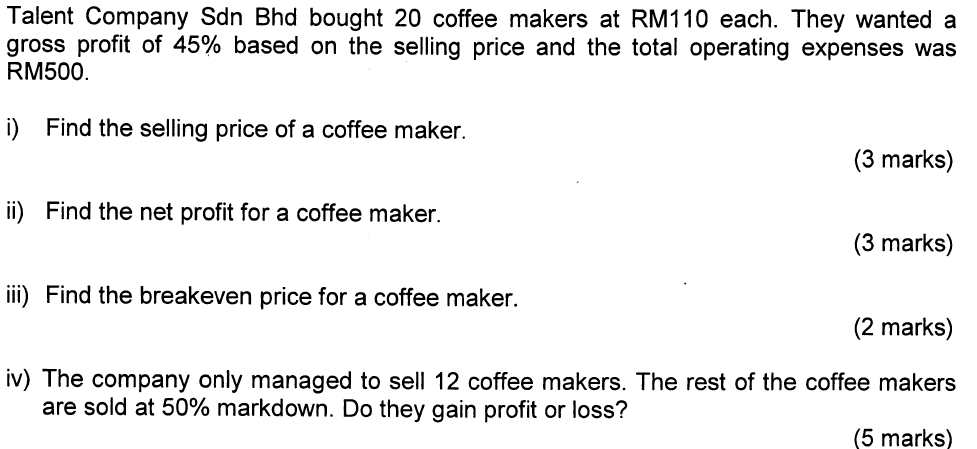 Talent Company Sdn Bhd bought 20 coffee makers at RM110 each. They wanted a
gross profit of 45% based on the selling price and the total operating expenses was
RM500.
i) Find the selling price of a coffee maker.
(3 marks)
ii) Find the net profit for a coffee maker.
(3 marks)
iii) Find the breakeven price for a coffee maker.
(2 marks)
iv) The company only managed to sell 12 coffee makers. The rest of the coffee makers
are sold at 50% markdown. Do they gain profit or loss?
(5 marks)